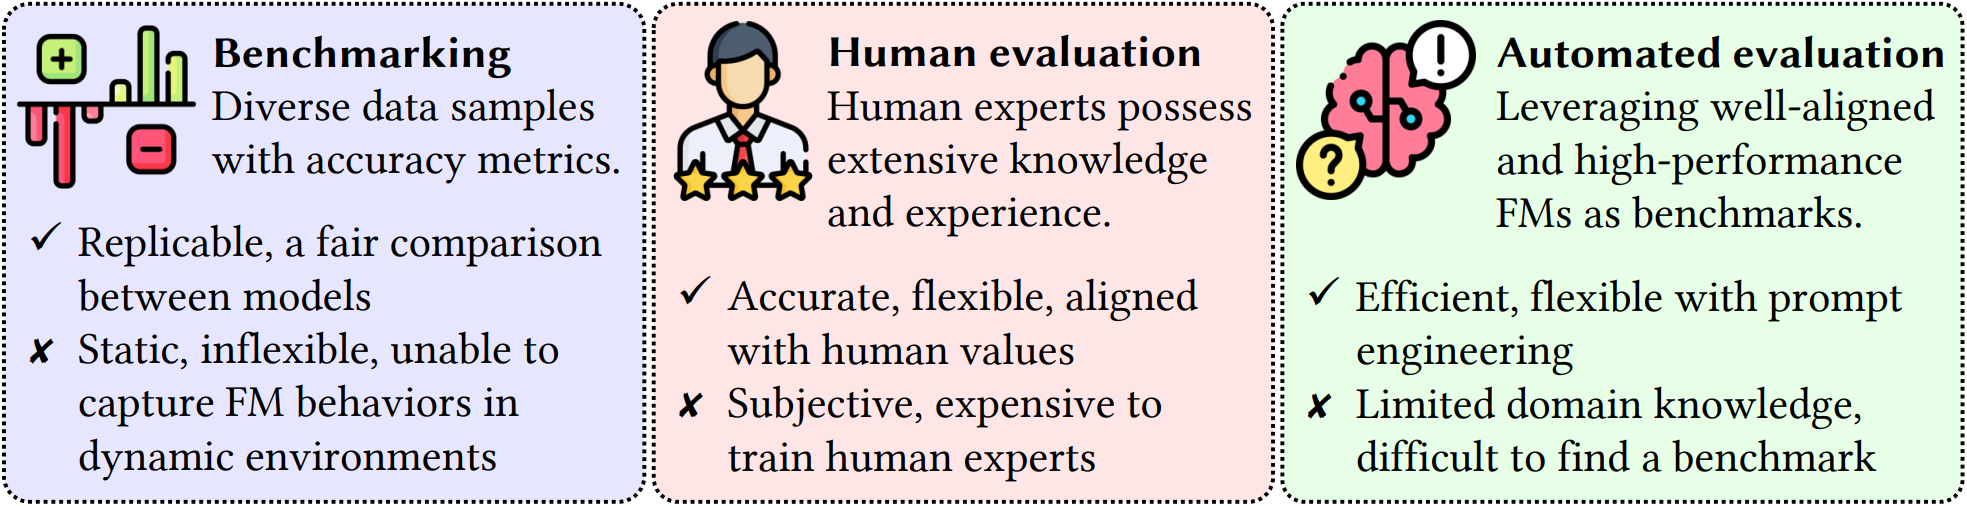 Benchmarking
Diverse data samples
with accuracy metrics.
✓ Replicable, a fair comparison
between models
✘ Static, inflexible, unable to
capture FM behaviors in
dynamic environments
Human evaluation
Human experts possess
extensive knowledge
and experience.
✓ Accurate, flexible, aligned
with human values
✘ Subjective, expensive to
train human experts
Automated evaluation
Leveraging well-aligned
and high-performance
FMs as benchmarks.
✓ Efficient, flexible with prompt
engineering
✘ Limited domain knowledge,
difficult to find a benchmark